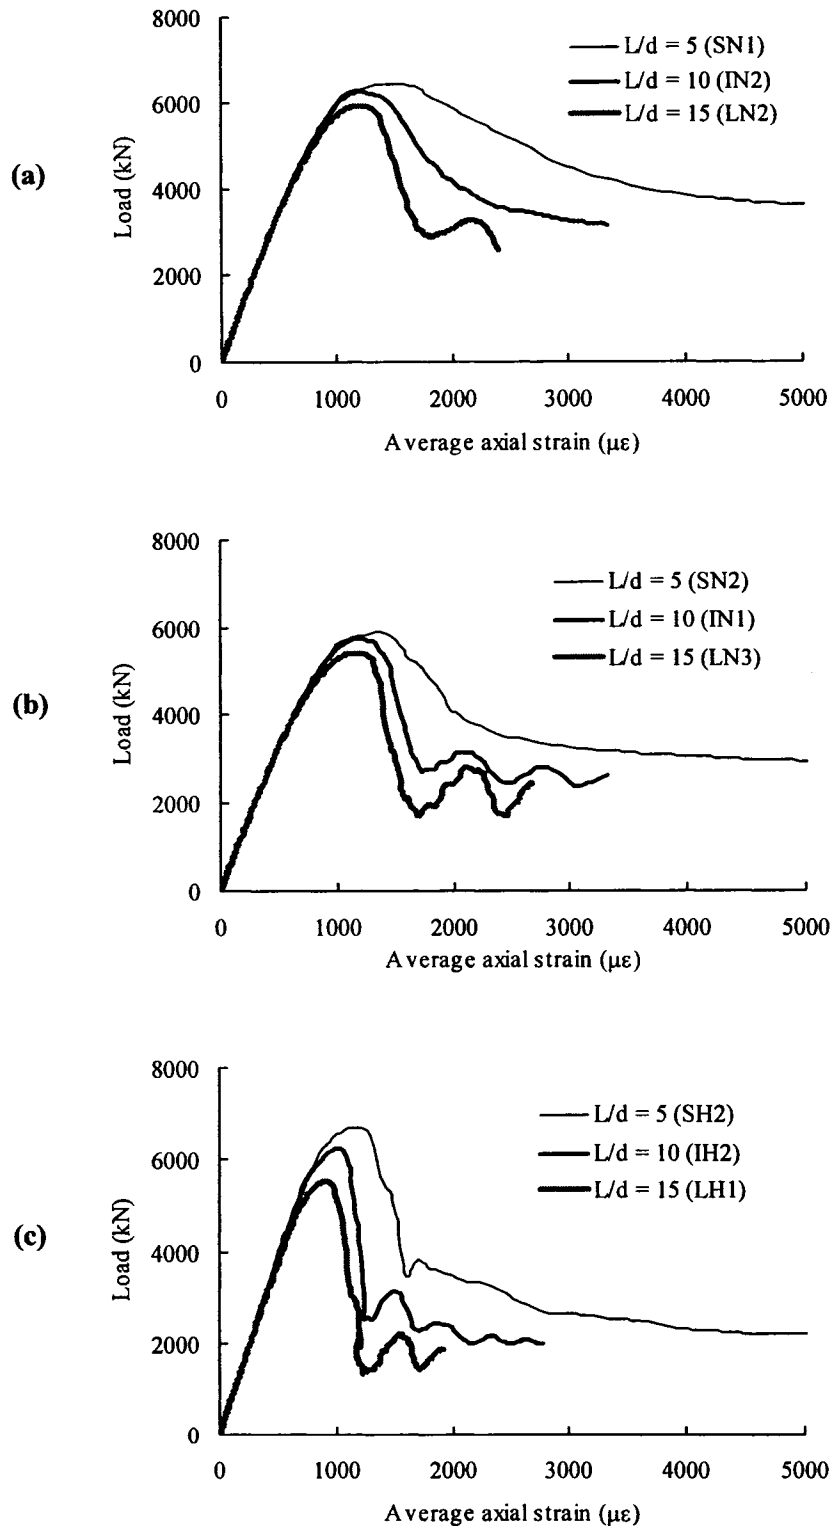 (a)
Load (kN)
8000
6000
4000
2000
0
0 1000 2000 3000 4000 5000
Average axial strain (με)
L/d = 5 (SN1)
L/d = 10 (IN2)
L/d = 15 (LN2)
(b)
Load (kN)
8000
6000
4000
2000
0
0 1000 2000 3000 4000 5000
Average axial strain (με)
L/d = 5 (SN2)
L/d = 10 (IN1)
L/d = 15 (LN3)
(c)
Load (kN)
8000
6000
4000
2000
0
0 1000 2000 3000 4000 5000
Average axial strain (με)
L/d = 5 (SH2)
L/d = 10 (IH2)
L/d = 15 (LH1)